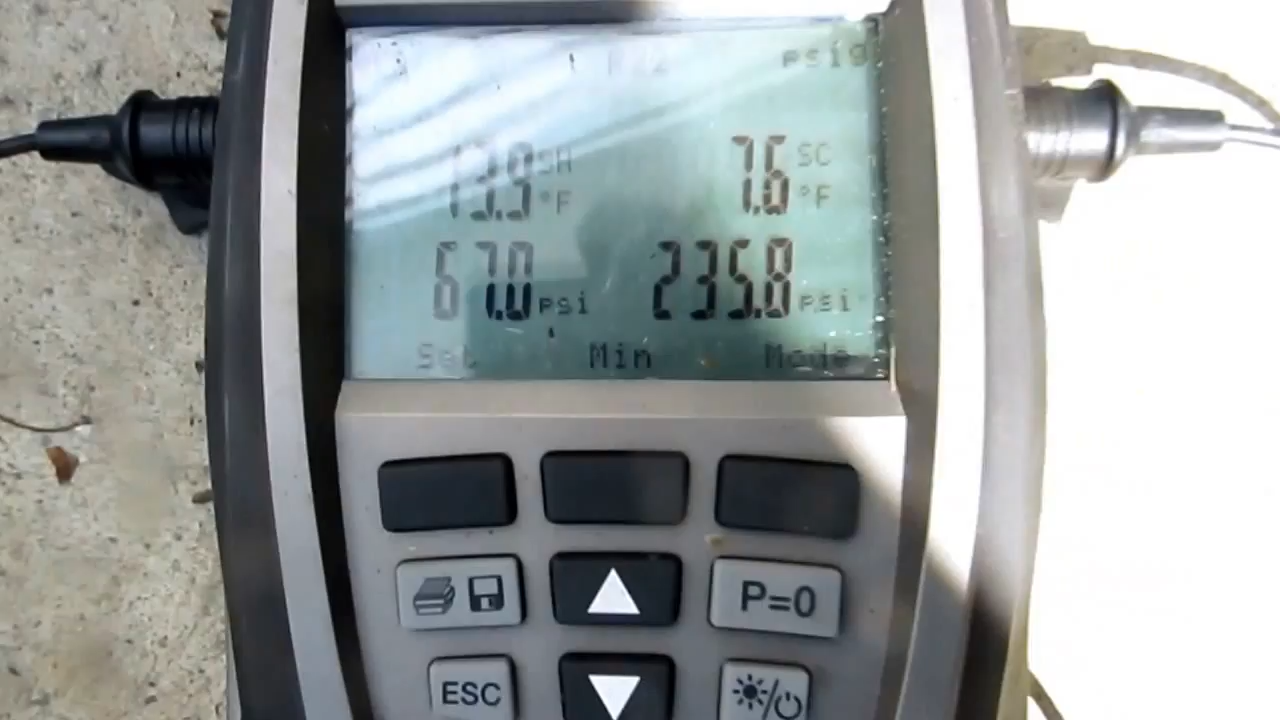 psig
13.9 SH °F 7.6 SC °F
67.0 psi 235.8 psi
Set Min Mode
P=0
ESC